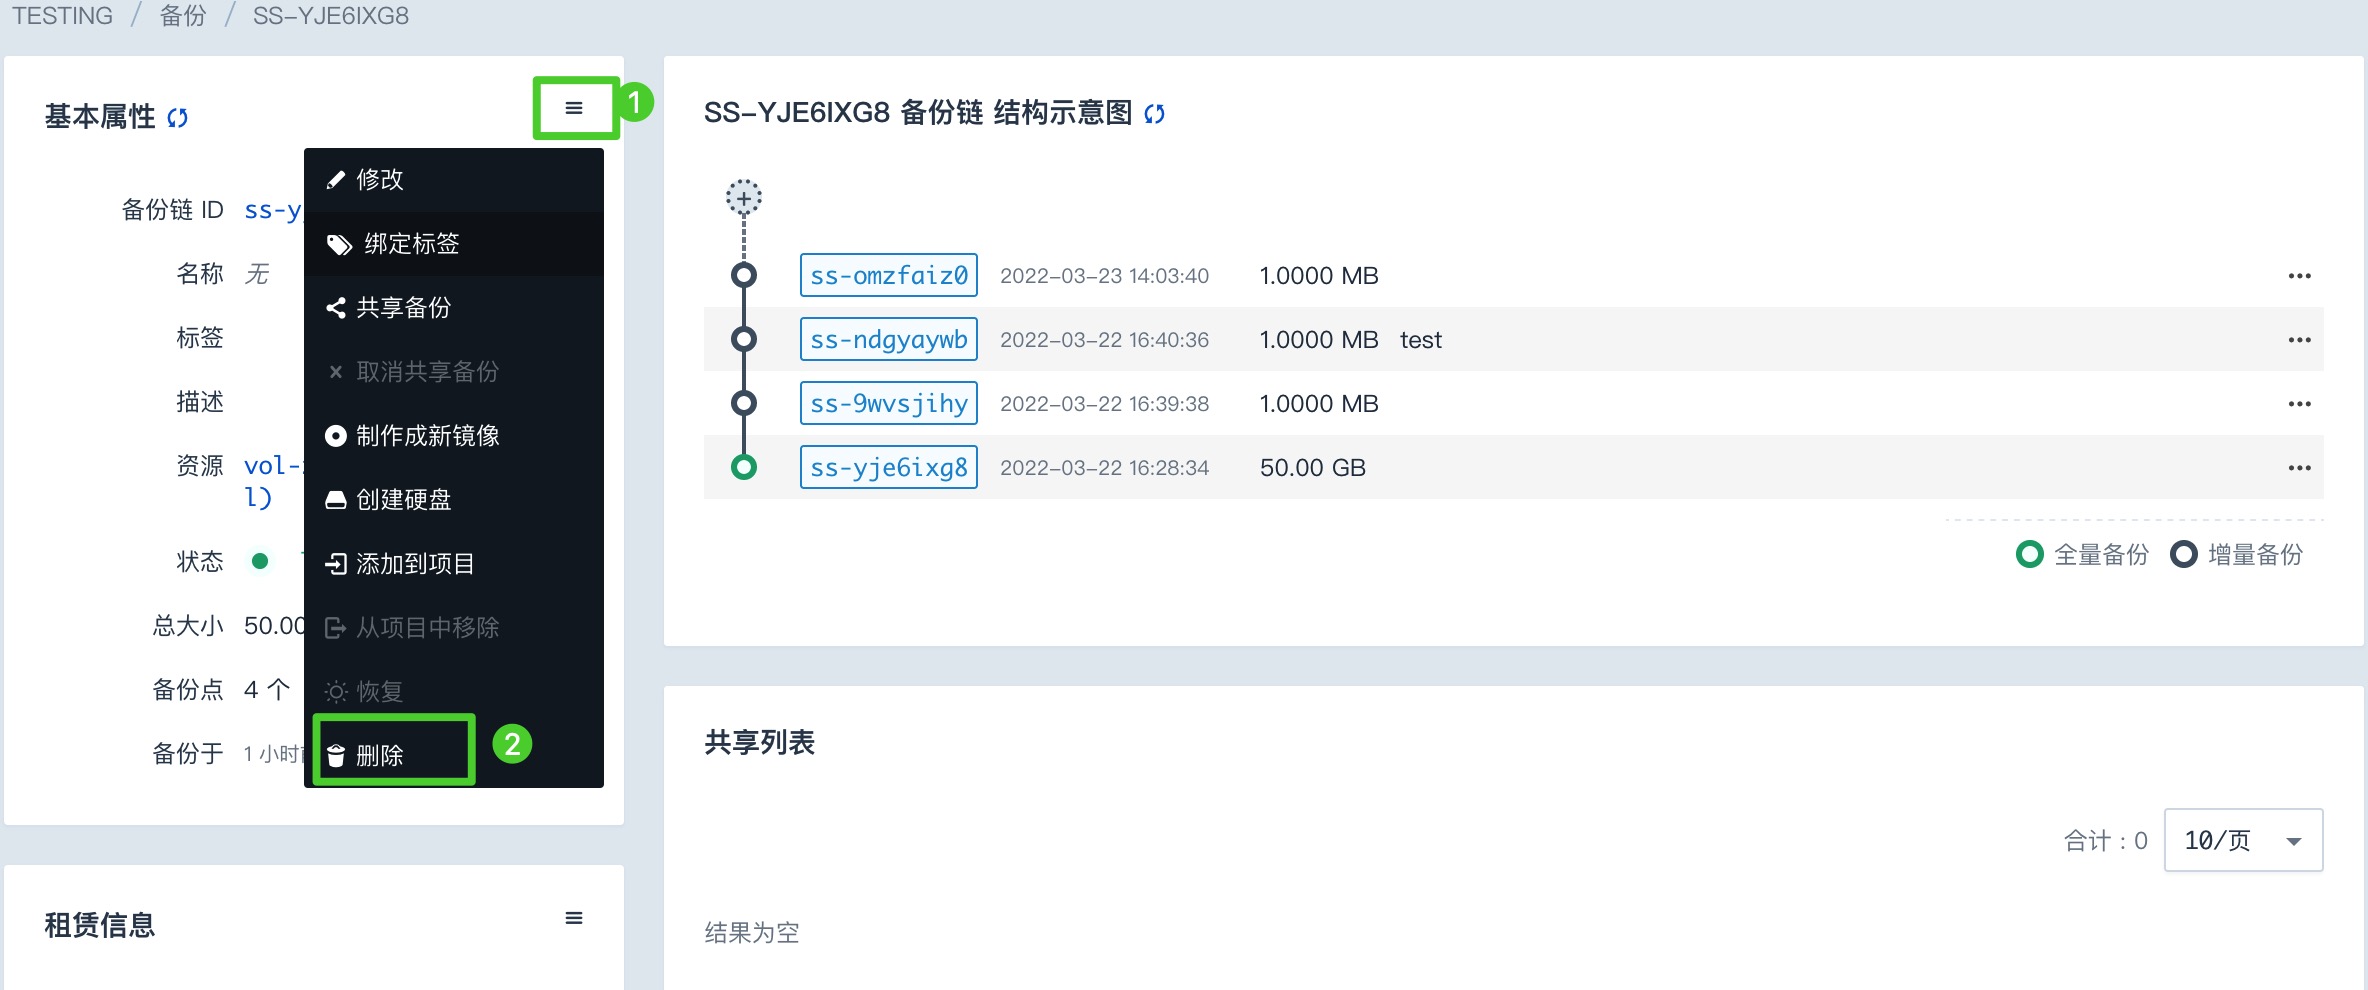 TESTING / 备份 / SS-YJE6IXG8
基本属性
1
修改
绑定标签
共享备份
取消共享备份
制作成新镜像
创建硬盘
添加到项目
从项目中移除
恢复
删除
2
备份链 ID ss-y
名称 无
标签
描述
资源 vol-
l)
状态
总大小 50.00
备份点 4 个
备份于 1 小时
租赁信息
SS-YJE6IXG8 备份链 结构示意图
ss-omzfaiz0 2022-03-23 14:03:40 1.0000 MB
ss-ndgyaywb 2022-03-22 16:40:36 1.0000 MB test
ss-9wvsjihy 2022-03-22 16:39:38 1.0000 MB
ss-yje6ixg8 2022-03-22 16:28:34 50.00 GB
全量备份 增量备份
共享列表
合计：0 10/页
结果为空